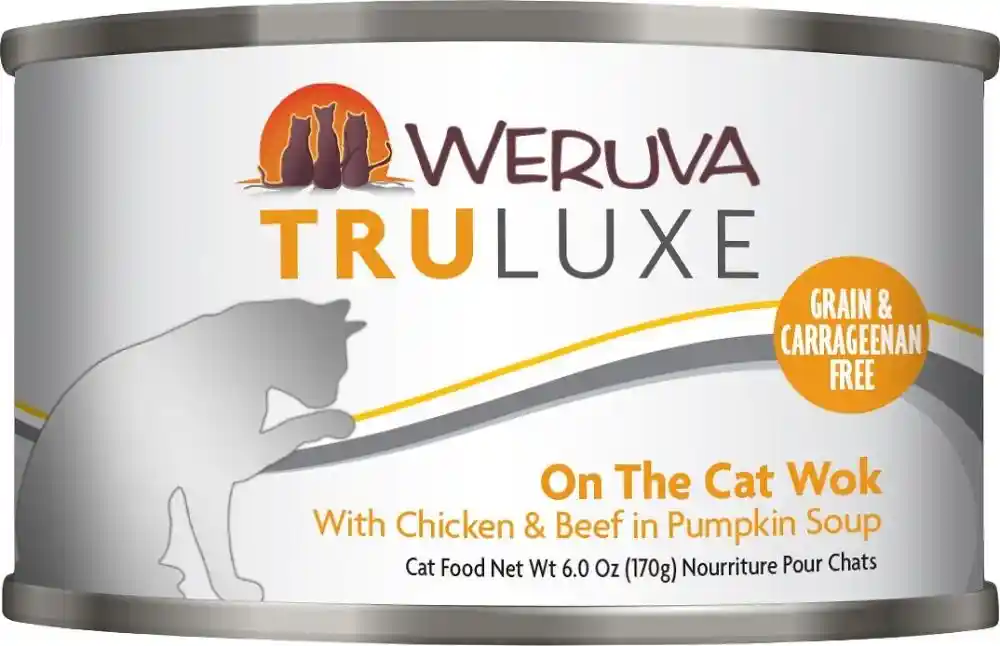 WERUVA
TRULUXE
GRAIN &
CARRAGEENAN
FREE
On The Cat Wok
With Chicken & Beef in Pumpkin Soup
Cat Food Net Wt 6.0 Oz (170g) Nourriture Pour Chats